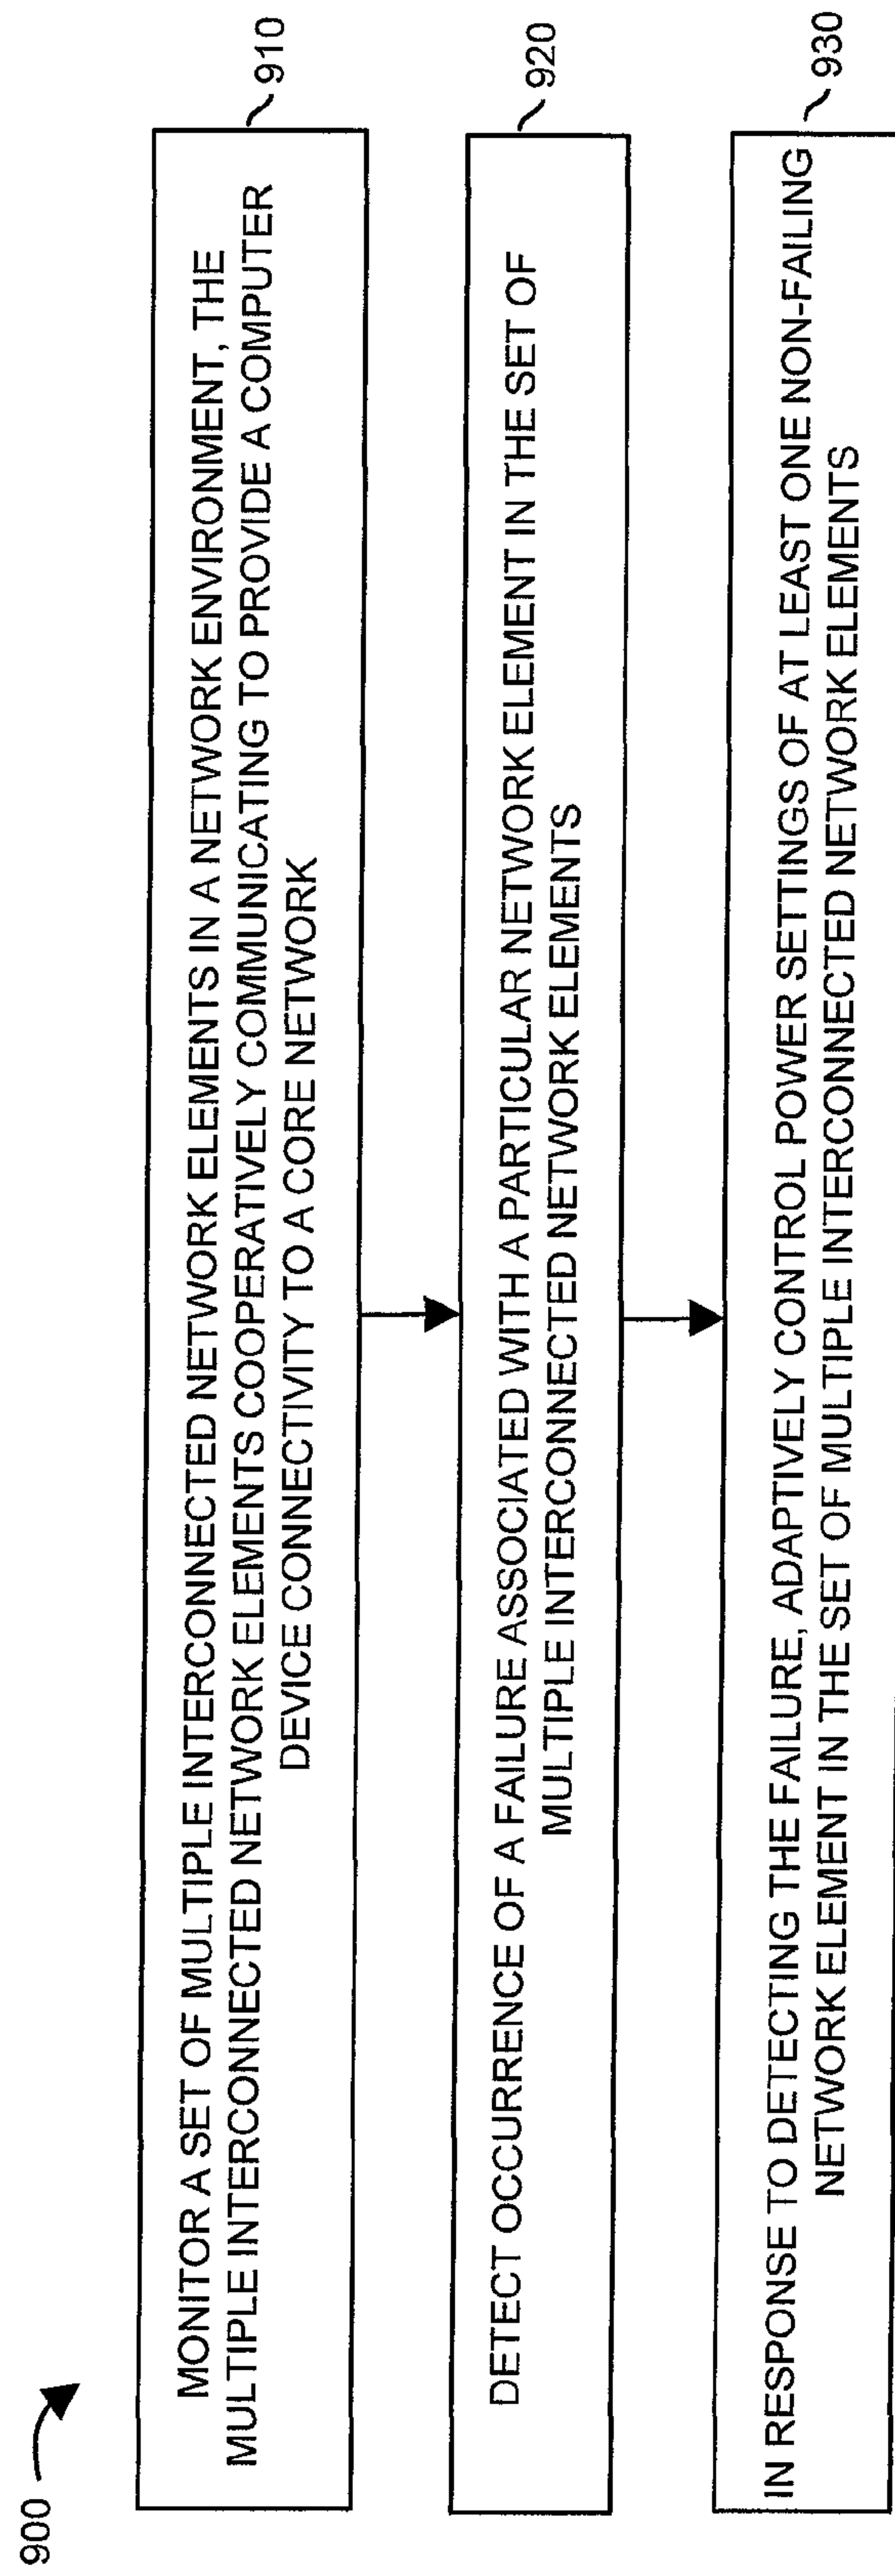 900
MONITOR A SET OF MULTIPLE INTERCONNECTED NETWORK ELEMENTS IN A NETWORK ENVIRONMENT, THE
MULTIPLE INTERCONNECTED NETWORK ELEMENTS COOPERATIVELY COMMUNICATING TO PROVIDE A COMPUTER
DEVICE CONNECTIVITY TO A CORE NETWORK
910
DETECT OCCURRENCE OF A FAILURE ASSOCIATED WITH A PARTICULAR NETWORK ELEMENT IN THE SET OF
MULTIPLE INTERCONNECTED NETWORK ELEMENTS
920
IN RESPONSE TO DETECTING THE FAILURE, ADAPTIVELY CONTROL POWER SETTINGS OF AT LEAST ONE NON-FAILING
NETWORK ELEMENT IN THE SET OF MULTIPLE INTERCONNECTED NETWORK ELEMENTS
930